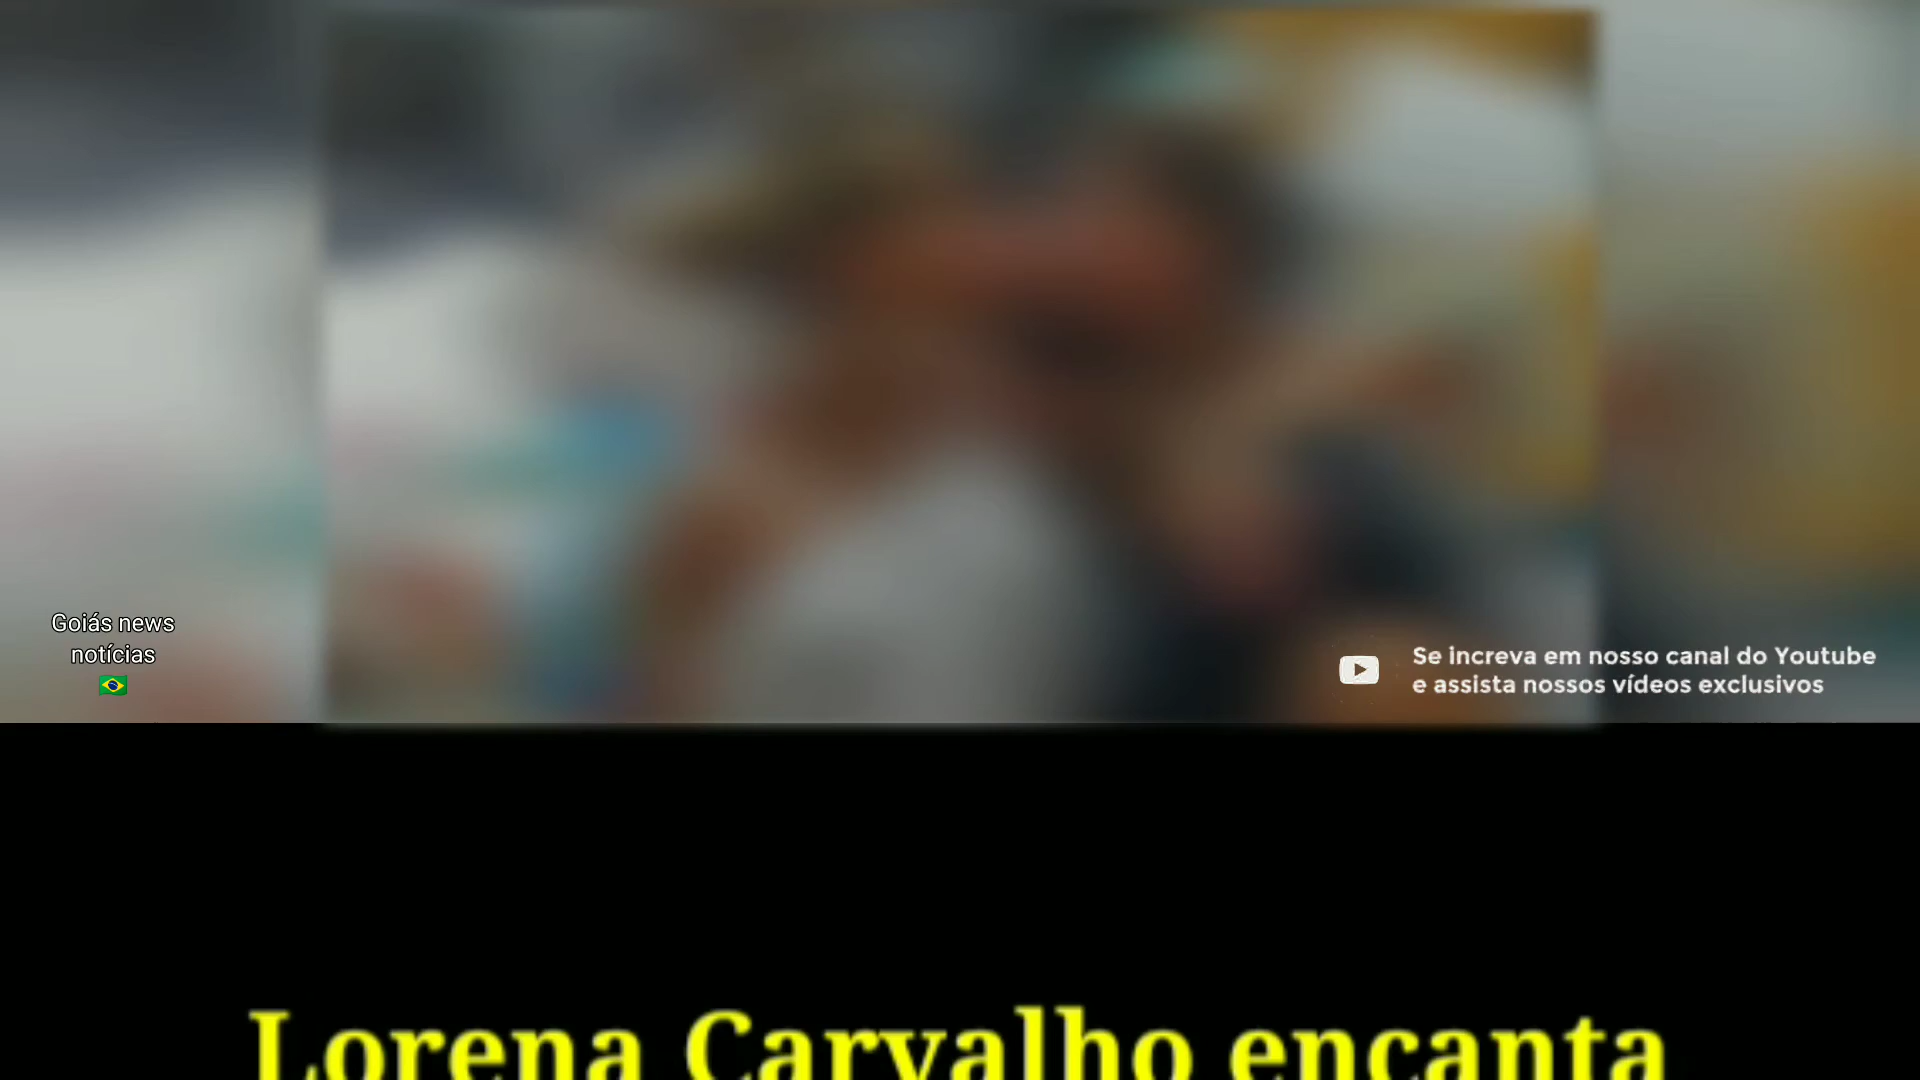 Goiás news
notícias
Se increva em nosso canal do Youtube
e assista nossos vídeos exclusivos
Lorena Carvalho encanta